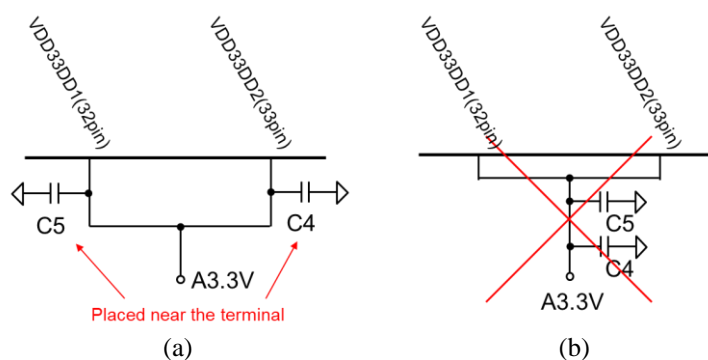 VDD33DD1(32pin)
VDD33DD2(33pin)
C5
C4
A3.3V
Placed near the terminal
(a)
VDD33DD1(32pin)
VDD33DD2(33pin)
C5
C4
A3.3V
(b)